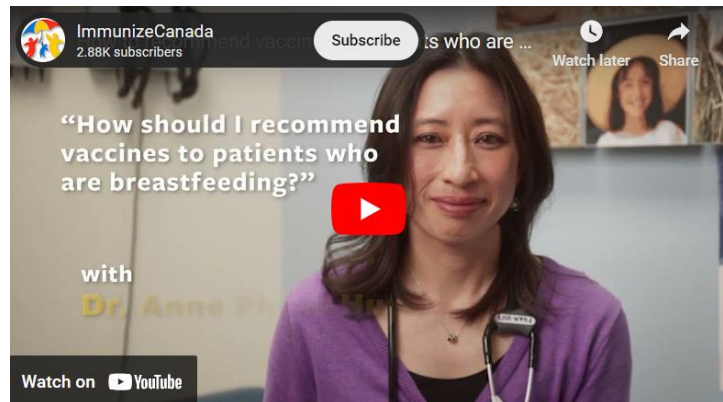 ImmunizeCanada
2.88K subscribers
Subscribe
ts who are ...
Watch later
Share
“How should I recommend
vaccines to patients who
are breastfeeding?”
with
Dr. Anne
Watch on YouTube